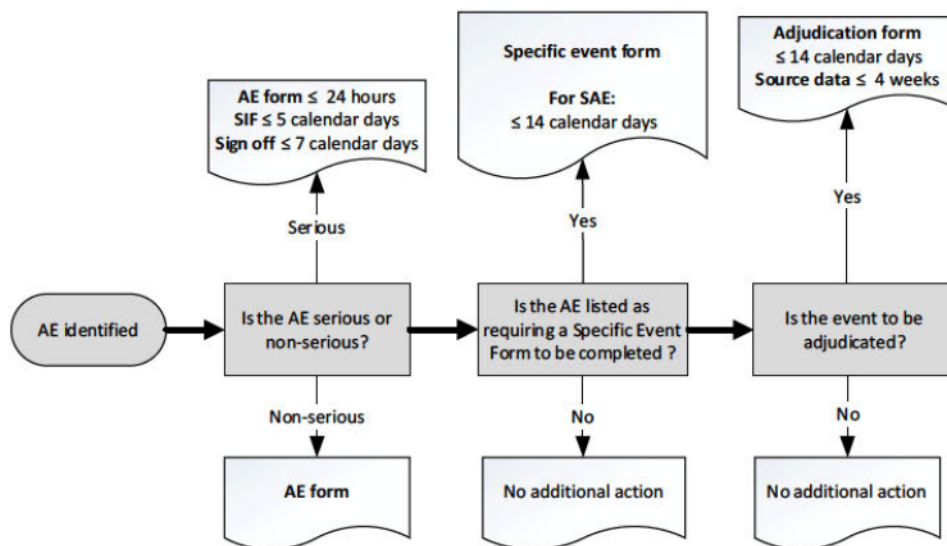 Adjudication form
≤ 14 calendar days
Source data ≤ 4 weeks
Specific event form
For SAE:
≤ 14 calendar days
AE form ≤ 24 hours
SIF ≤ 5 calendar days
Sign off ≤ 7 calendar days
Serious
Yes
Yes
AE identified
Is the AE serious or
non-serious?
Is the AE listed as
requiring a Specific Event
Form to be completed ?
Is the event to be
adjudicated?
Non-serious
No
No
AE form
No additional action
No additional action